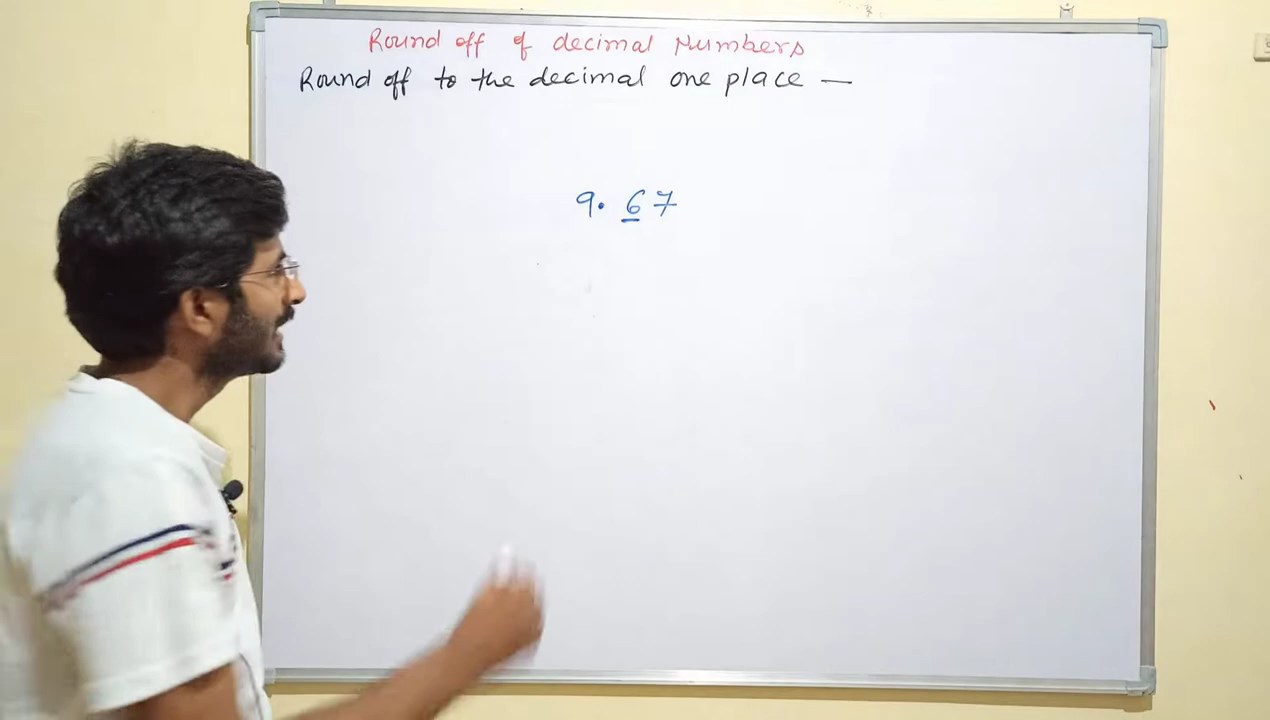 Round off of decimal Numbers
Round off to the decimal one place —
9. 67